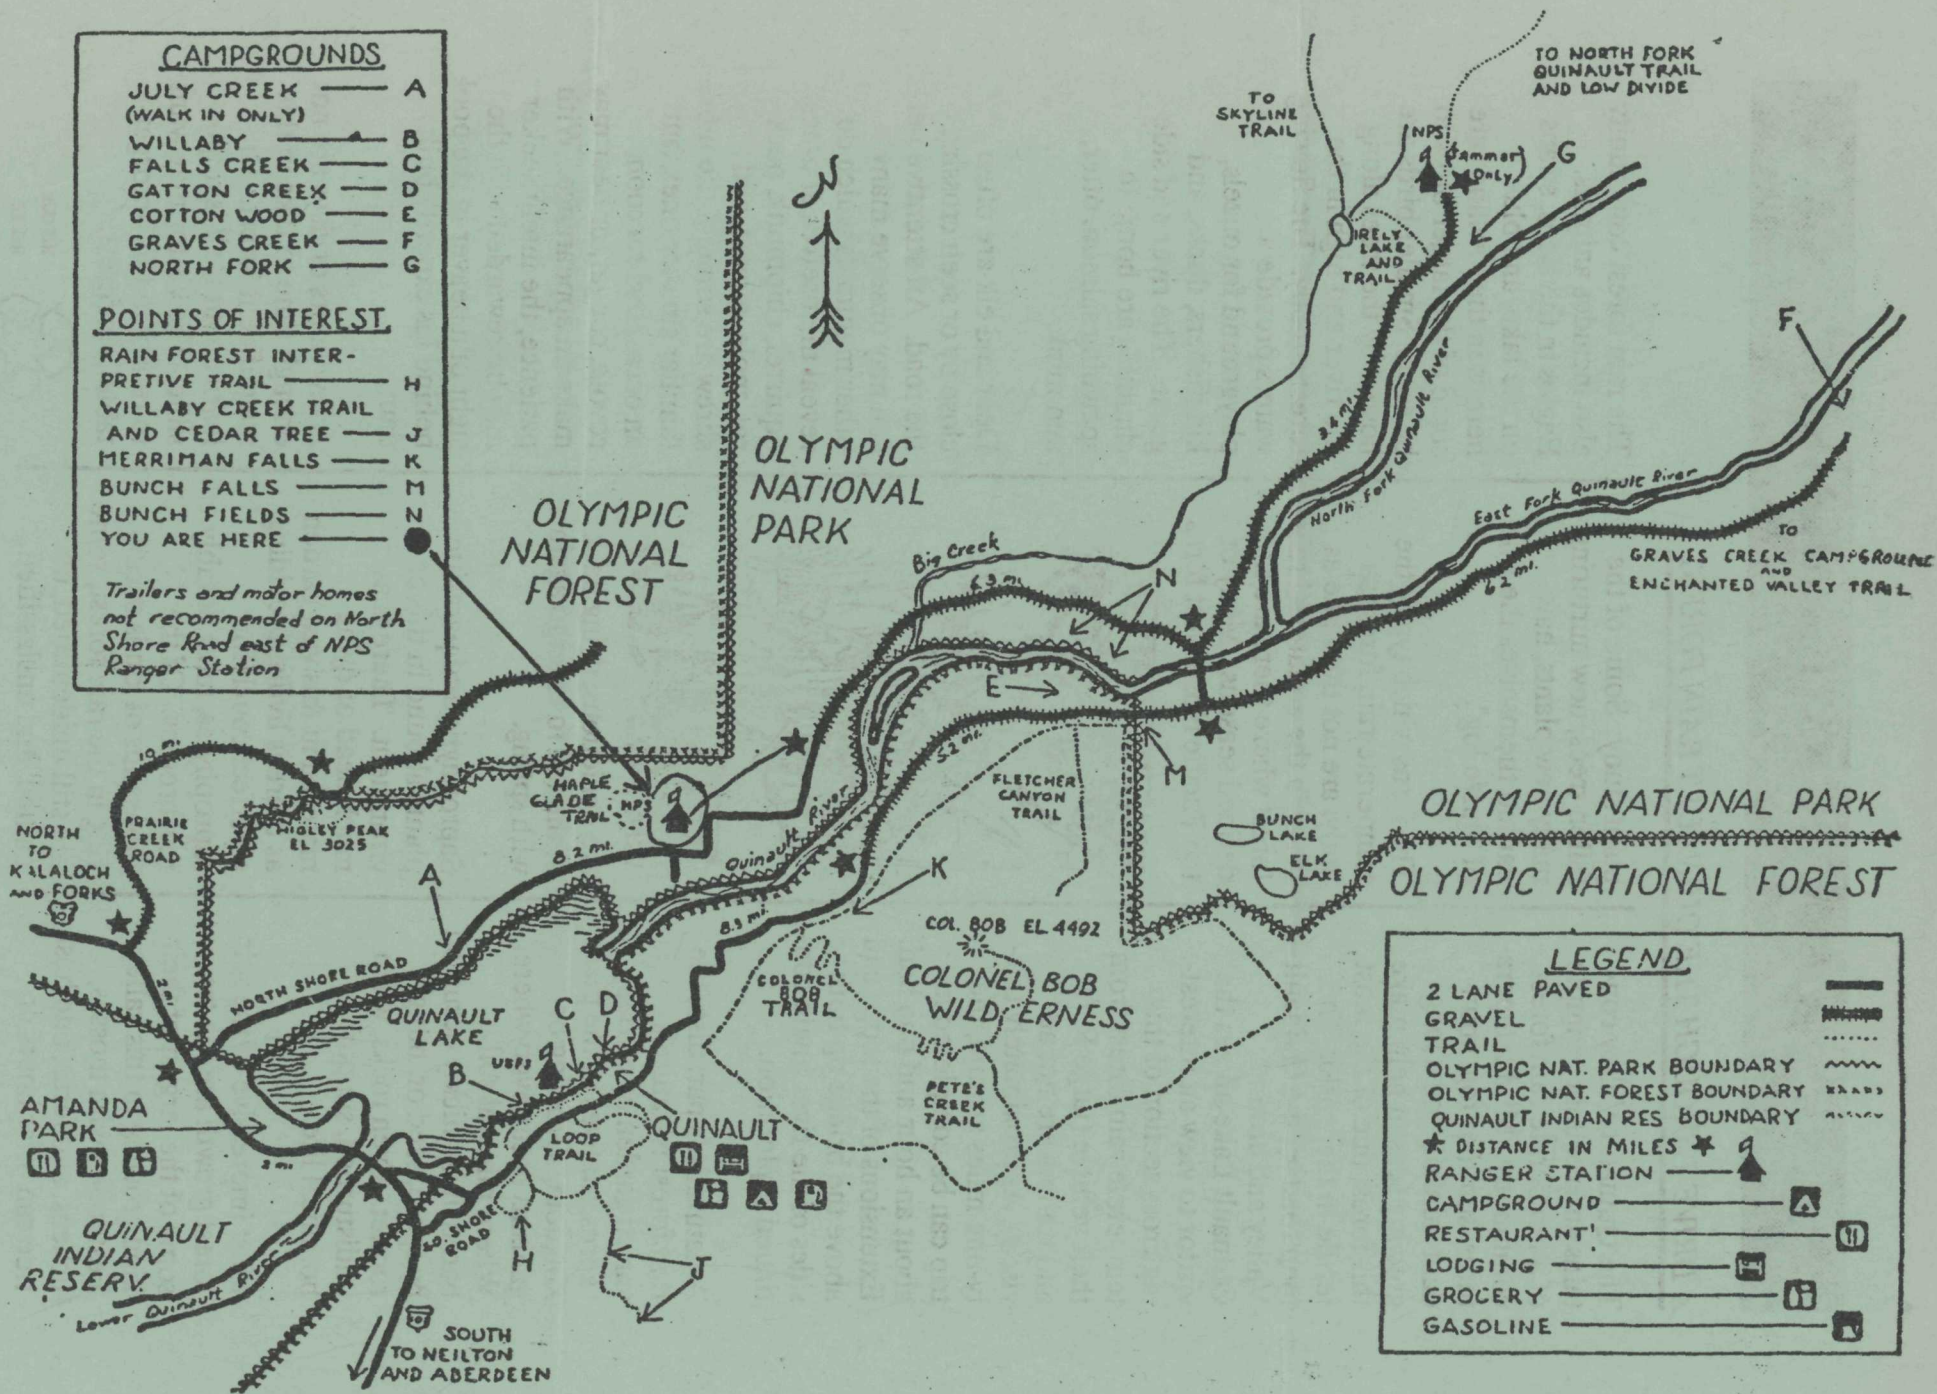 CAMPGROUNDS
JULY CREEK — A
(WALK IN ONLY)
WILLABY — B
FALLS CREEK — C
GATTON CREEK — D
COTTON WOOD — E
GRAVES CREEK — F
NORTH FORK — G
POINTS OF INTEREST
RAIN FOREST INTER-
PRETIVE TRAIL — H
WILLABY CREEK TRAIL
AND CEDAR TREE — J
MERRIMAN FALLS — K
BUNCH FALLS — M
BUNCH FIELDS — N
YOU ARE HERE —
Trailers and motor homes
not recommended on North
Shore Road east of NPS
Ranger Station
N
TO
SKYLINE
TRAIL
TO NORTH FORK
QUINAULT TRAIL
AND LOW DIVIDE
NPS
(Summer
Only)
G
IRELY
LAKE
AND
TRAIL
F
3.4 mi.
North Fork Quinault River
East Fork Quinault River
TO
GRAVES CREEK CAMPGROUND
AND
ENCHANTED VALLEY TRAIL
6.2 mi.
OLYMPIC
NATIONAL
PARK
OLYMPIC
NATIONAL
FOREST
Big Creek
6.3 mi.
N
E
5.2 mi.
M
FLETCHER
CANYON
TRAIL
BUNCH
LAKE
ELK
LAKE
OLYMPIC NATIONAL PARK
OLYMPIC NATIONAL FOREST
10 mi.
PRAIRIE
CREEK
ROAD
HIGLEY PEAK
EL 3025
MAPLE
GLADE
TRAIL
NPS
NORTH
TO
KALALOCH
AND FORKS
8.2 mi.
A
Quinault River
K
8.3 mi.
COL. BOB EL 4492
COLONEL BOB
WILDERNESS
COLONEL
BOB
TRAIL
PETE'S
CREEK
TRAIL
2 mi.
NORTH SHORE ROAD
QUINAULT
LAKE
C
D
USFS
B
AMANDA
PARK
2 mi.
LOOP
TRAIL
QUINAULT
QUINAULT
INDIAN
RESERV.
Lower Quinault River
SO. SHORE
ROAD
H
J
SOUTH
TO NEILTON
AND ABERDEEN
LEGEND
2 LANE PAVED
GRAVEL
TRAIL
OLYMPIC NAT. PARK BOUNDARY
OLYMPIC NAT. FOREST BOUNDARY
QUINAULT INDIAN RES BOUNDARY
★ DISTANCE IN MILES ★
RANGER STATION
CAMPGROUND
RESTAURANT
LODGING
GROCERY
GASOLINE